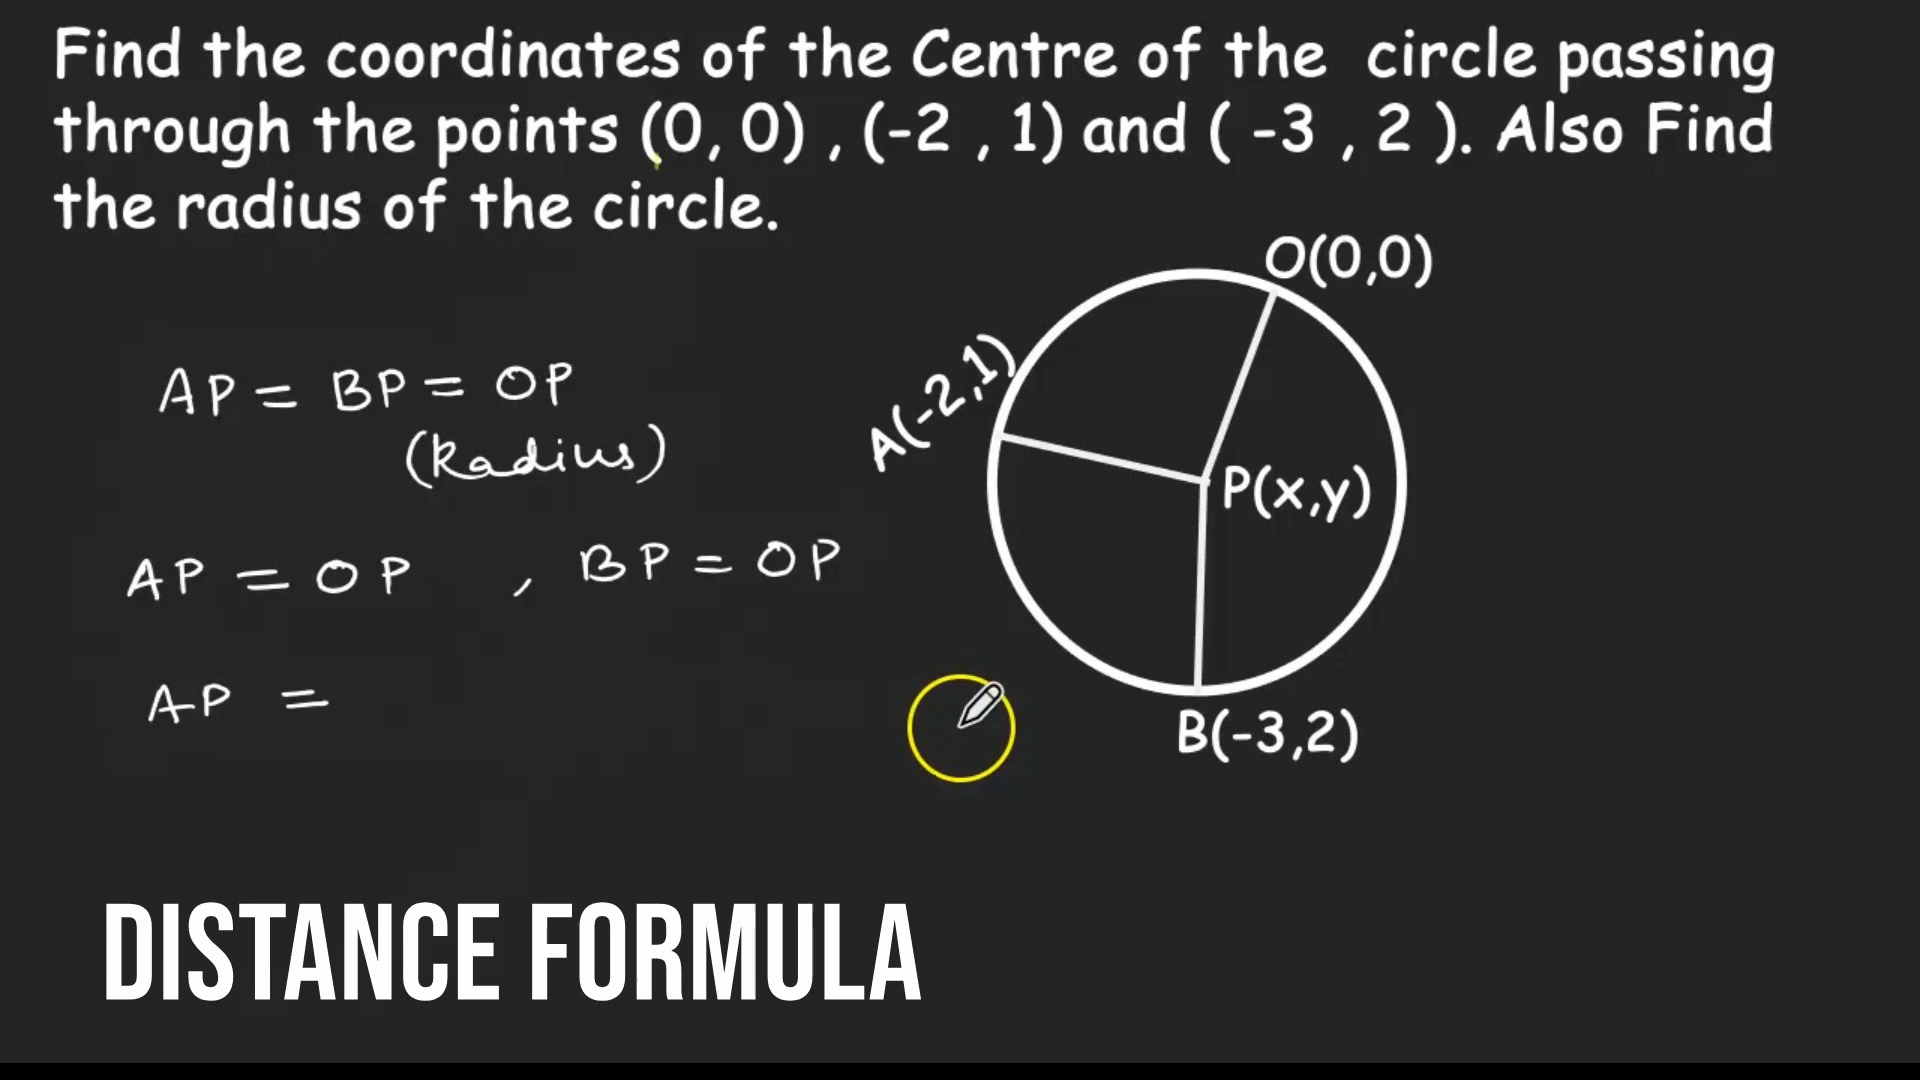 Find the coordinates of the Centre of the circle passing
through the points (0, 0) , (-2 , 1) and ( -3 , 2 ). Also Find
the radius of the circle.
O(0,0)
A(-2,1)
AP = BP = OP
(Radius)
P(x,y)
AP = OP , BP = OP
AP =
B(-3,2)
DISTANCE FORMULA